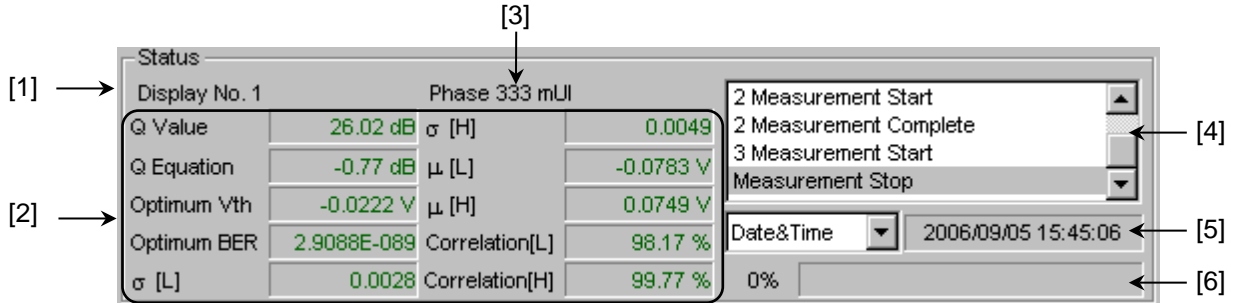 [3]
Status
[1] Display No. 1 Phase 333 mUI
Q Value 26.02 dB σ [H] 0.0049
Q Equation -0.77 dB μ [L] -0.0783 V
[2] Optimum Vth -0.0222 V μ [H] 0.0749 V
Optimum BER 2.9088E-089 Correlation[L] 98.17 %
σ [L] 0.0028 Correlation[H] 99.77 %
2 Measurement Start
2 Measurement Complete [4]
3 Measurement Start
Measurement Stop
Date&Time 2006/09/05 15:45:06 [5]
0% [6]